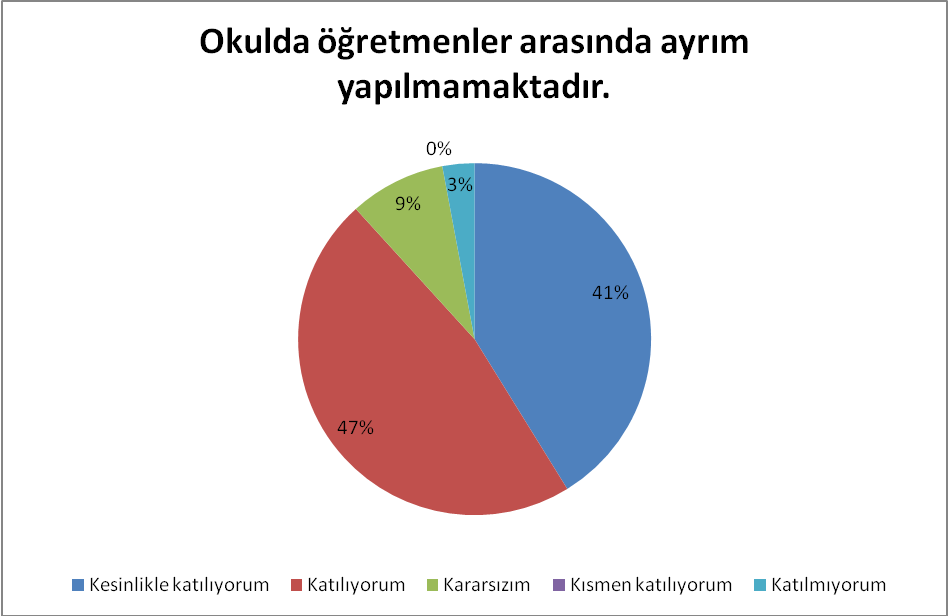 Okulda öğretmenler arasında ayrım
yapılmamaktadır.
0%
3%
9%
41%
47%
Kesinlikle katılıyorum Katılıyorum Kararsızım Kısmen katılıyorum Katılmıyorum